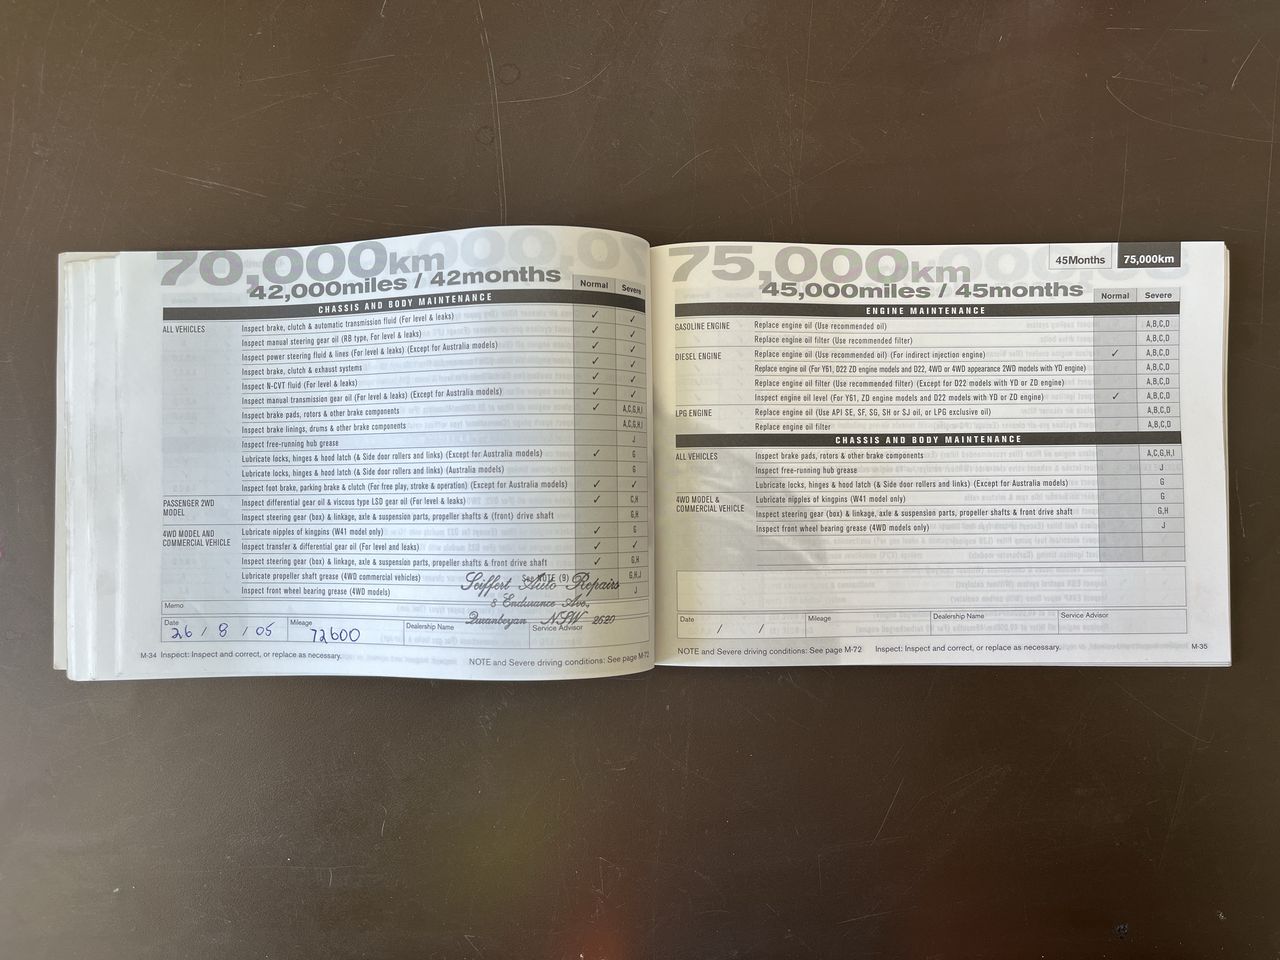 70,000km
42,000miles / 42months
Normal Severe
CHASSIS AND BODY MAINTENANCE
ALL VEHICLES Inspect brake, clutch & automatic transmission fluid (For level & leaks) ✓ ✓
Inspect manual steering gear oil (RB type, For level & leaks) ✓ ✓
Inspect power steering fluid & lines (For level & leaks) (Except for Australia models) ✓ ✓
Inspect brake, clutch & exhaust systems ✓ ✓
Inspect N-CVT fluid (For level & leaks) ✓ ✓
Inspect manual transmission gear oil (For level & leaks) (Except for Australia models) ✓ ✓
Inspect brake pads, rotors & other brake components ✓ A,C,G,H,I
Inspect brake linings, drums & other brake components A,C,G,H,I
Inspect free-running hub grease J
Lubricate locks, hinges & hood latch (& Side door rollers and links) (Except for Australia models) ✓ G
Lubricate locks, hinges & hood latch (& Side door rollers and links) (Australia models) G
Inspect foot brake, parking brake & clutch (For free play, stroke & operation) (Except for Australia models) ✓ ✓
PASSENGER 2WD MODEL Inspect differential gear oil & viscous type LSD gear oil (For level & leaks) ✓ C,H
Inspect steering gear (box) & linkage, axle & suspension parts, propeller shafts & (front) drive shaft G,H
4WD MODEL AND COMMERCIAL VEHICLE Lubricate nipples of kingpins (W41 model only) ✓ G
Inspect transfer & differential gear oil (For level and leaks) ✓ ✓
Inspect steering gear (box) & linkage, axle & suspension parts, propeller shafts & front drive shaft ✓ G,H
Lubricate propeller shaft grease (4WD commercial vehicles) See NOTE (9) G,H,J
Inspect front wheel bearing grease (4WD models) J
Seiffert Auto Repairs
8 Endurance Ave,
Queanbeyan NSW 2620
Memo
Date 26 / 8 / 05 Mileage 72600 Dealership Name Service Advisor
M-34 Inspect: Inspect and correct, or replace as necessary. NOTE and Severe driving conditions: See page M-72
75,000km
45,000miles / 45months
45Months 75,000km
Normal Severe
ENGINE MAINTENANCE
GASOLINE ENGINE Replace engine oil (Use recommended oil) A,B,C,D
Replace engine oil filter (Use recommended filter) A,B,C,D
DIESEL ENGINE Replace engine oil (Use recommended oil) (For indirect injection engine) ✓ A,B,C,D
Replace engine oil (For Y61, D22 ZD engine models and D22, 4WD or 4WD appearance 2WD models with YD engine) A,B,C,D
Replace engine oil filter (Use recommended filter) (Except for D22 models with YD or ZD engine) A,B,C,D
Inspect engine oil level (For Y61, ZD engine models and D22 models with YD or ZD engine) ✓ A,B,C,D
LPG ENGINE Replace engine oil (Use API SE, SF, SG, SH or SJ oil, or LPG exclusive oil) A,B,C,D
Replace engine oil filter A,B,C,D
CHASSIS AND BODY MAINTENANCE
ALL VEHICLES Inspect brake pads, rotors & other brake components A,C,G,H,I
Inspect free-running hub grease J
Lubricate locks, hinges & hood latch (& Side door rollers and links) (Except for Australia models) G
4WD MODEL & COMMERCIAL VEHICLE Lubricate nipples of kingpins (W41 model only) G
Inspect steering gear (box) & linkage, axle & suspension parts, propeller shafts & front drive shaft G,H
Inspect front wheel bearing grease (4WD models only) J
Date / / Mileage Dealership Name Service Advisor
NOTE and Severe driving conditions: See page M-72 Inspect: Inspect and correct, or replace as necessary. M-35